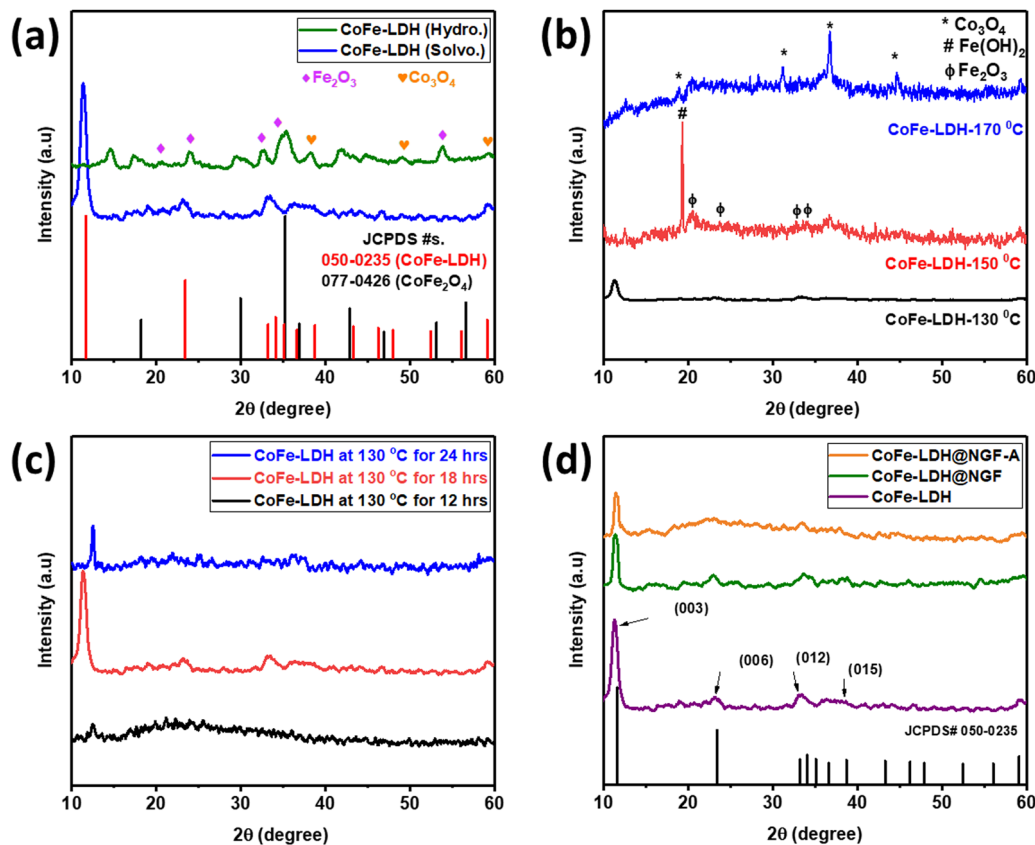 (a)
CoFe-LDH (Hydro.)
CoFe-LDH (Solvo.)
♦ Fe₂O₃ ♥ Co₃O₄
JCPDS #s.
050-0235 (CoFe-LDH)
077-0426 (CoFe₂O₄)
Intensity (a.u)
10 20 30 40 50 60
2θ (degree)
(b)
* Co₃O₄
# Fe(OH)₂
ϕ Fe₂O₃
* * * *
CoFe-LDH-170 ⁰C
#
ϕ ϕ ϕ ϕ
CoFe-LDH-150 ⁰C
CoFe-LDH-130 ⁰C
Intensity (a.u)
10 20 30 40 50 60
2θ (degree)
(c)
CoFe-LDH at 130 ⁰C for 24 hrs
CoFe-LDH at 130 ⁰C for 18 hrs
CoFe-LDH at 130 ⁰C for 12 hrs
Intensity (a.u)
10 20 30 40 50 60
2θ (degree)
(d)
CoFe-LDH@NGF-A
CoFe-LDH@NGF
CoFe-LDH
(003)
(006) (012) (015)
JCPDS# 050-0235
Intensity (a.u)
10 20 30 40 50 60
2θ (degree)